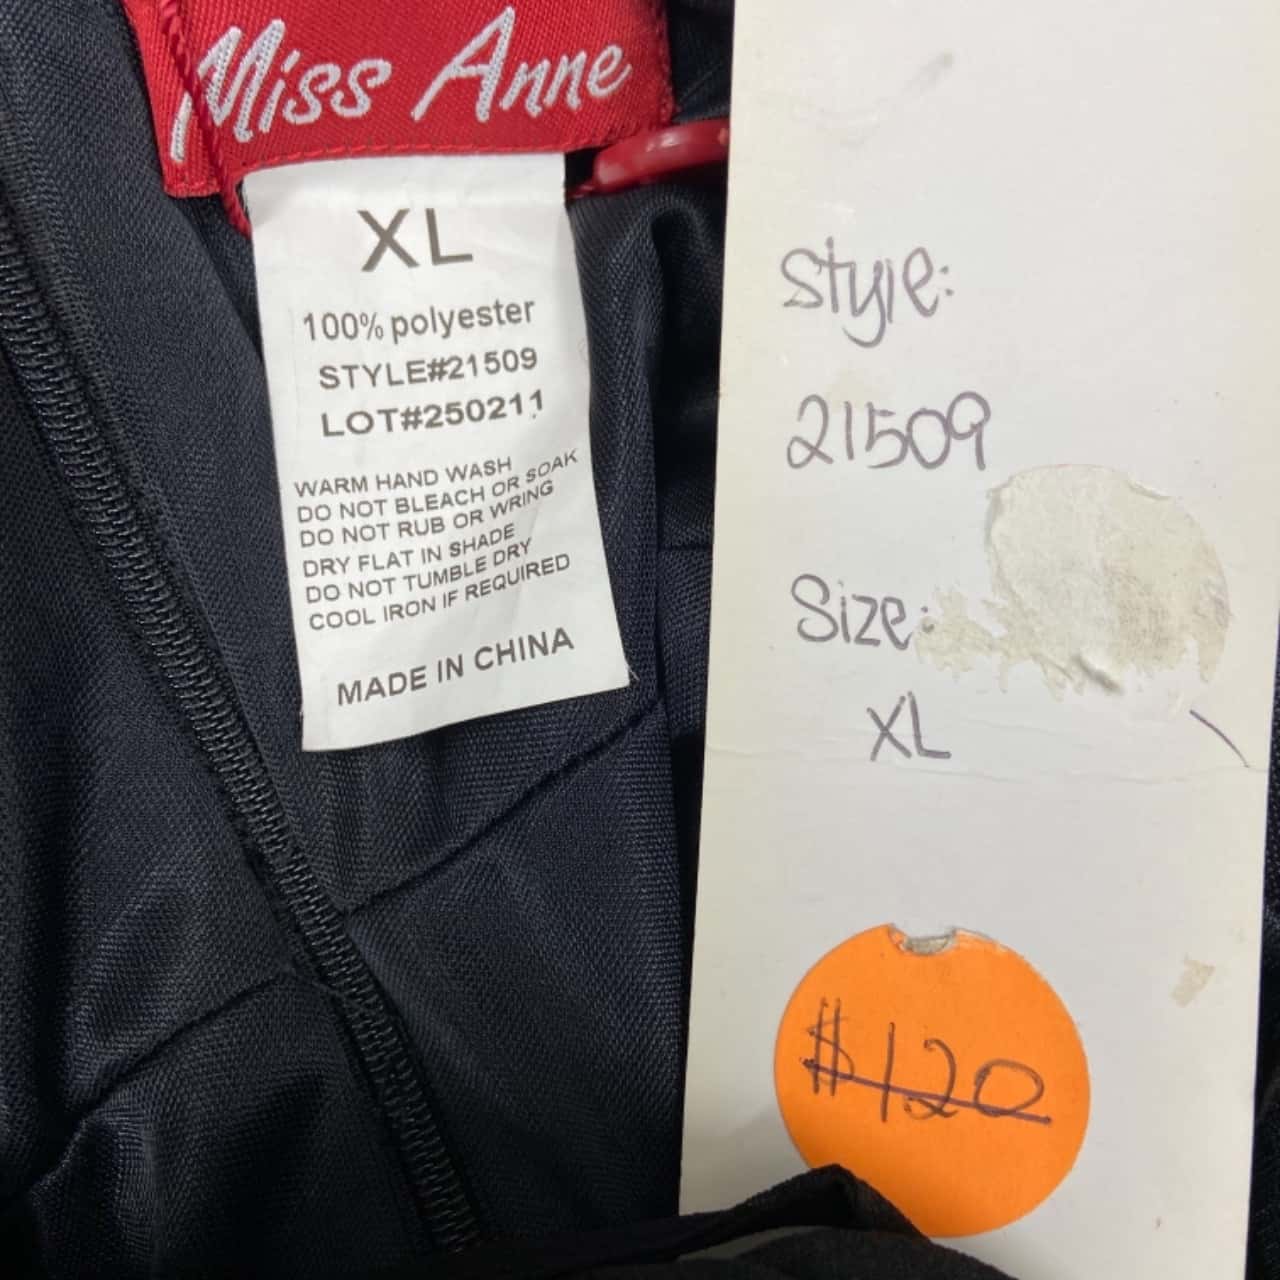 Miss Anne
XL
100% polyester
STYLE#21509
LOT#250211
WARM HAND WASH
DO NOT BLEACH OR SOAK
DO NOT RUB OR WRING
DRY FLAT IN SHADE
DO NOT TUMBLE DRY
COOL IRON IF REQUIRED
MADE IN CHINA
12
Style:
21509
Size:
XL
$120